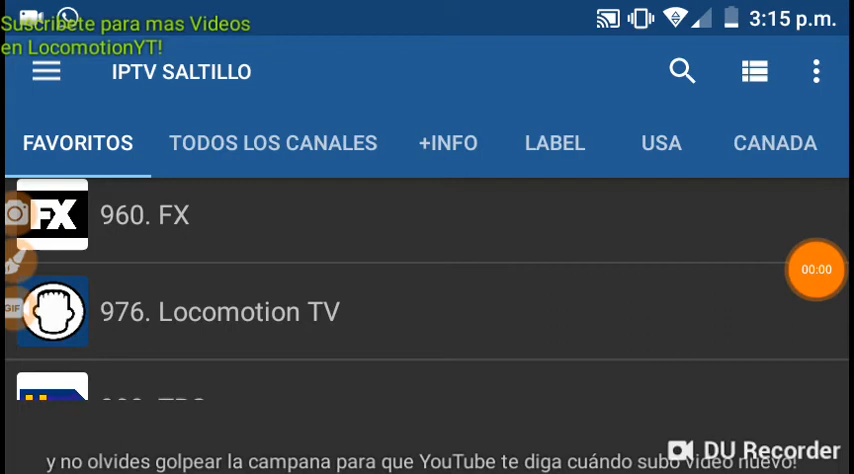 Suscribete para mas Videos
en LocomotionYT!
3:15 p.m.
IPTV SALTILLO
FAVORITOS TODOS LOS CANALES +INFO LABEL USA CANADA
FX
960. FX
00:00
GIF
976. Locomotion TV
DU Recorder
y no olvides golpear la campana para que YouTube te diga cuándo subo video nuevo!